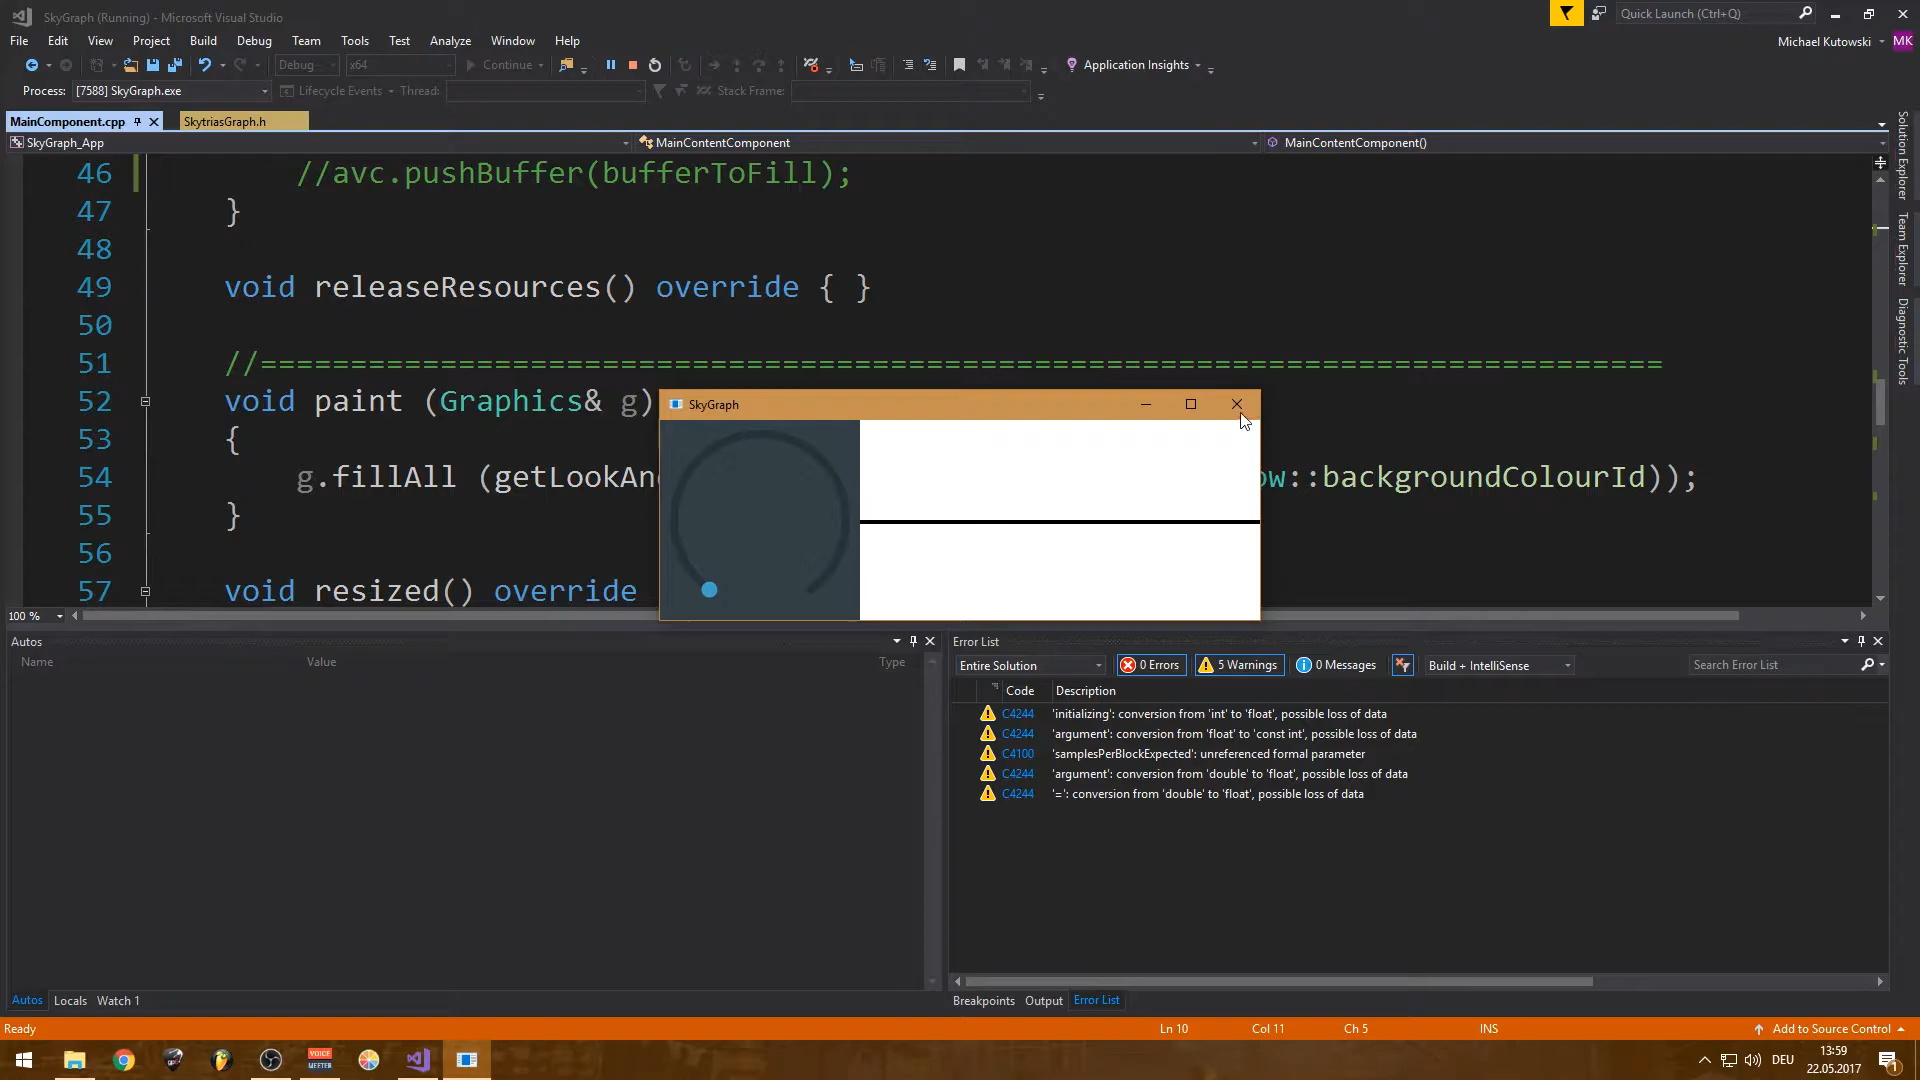 SkyGraph (Running) - Microsoft Visual Studio
Quick Launch (Ctrl+Q)
File Edit View Project Build Debug Team Tools Test Analyze Window Help
Michael Kutowski MK
Debug x64 Continue Application Insights
Process: [7588] SkyGraph.exe Lifecycle Events Thread: Stack Frame:
MainComponent.cpp SkytriasGraph.h
SkyGraph_App MainContentComponent MainContentComponent()
46 //avc.pushBuffer(bufferToFill);
47 }
48
49 void releaseResources() override { }
50
51 //==============================================================================
52 void paint (Graphics& g)
53 {
54 g.fillAll (getLookAn ow::backgroundColourId));
55 }
56
57 void resized() override
SkyGraph
Solution Explorer
Team Explorer
Diagnostic Tools
100 %
Autos
Name Value Type
Autos Locals Watch 1
Error List
Entire Solution 0 Errors 5 Warnings 0 Messages Build + IntelliSense Search Error List
Code Description
C4244 'initializing': conversion from 'int' to 'float', possible loss of data
C4244 'argument': conversion from 'float' to 'const int', possible loss of data
C4100 'samplesPerBlockExpected': unreferenced formal parameter
C4244 'argument': conversion from 'double' to 'float', possible loss of data
C4244 '=': conversion from 'double' to 'float', possible loss of data
Breakpoints Output Error List
Ready Ln 10 Col 11 Ch 5 INS Add to Source Control
VOICE
MEETER
DEU
13:59
22.05.2017
1